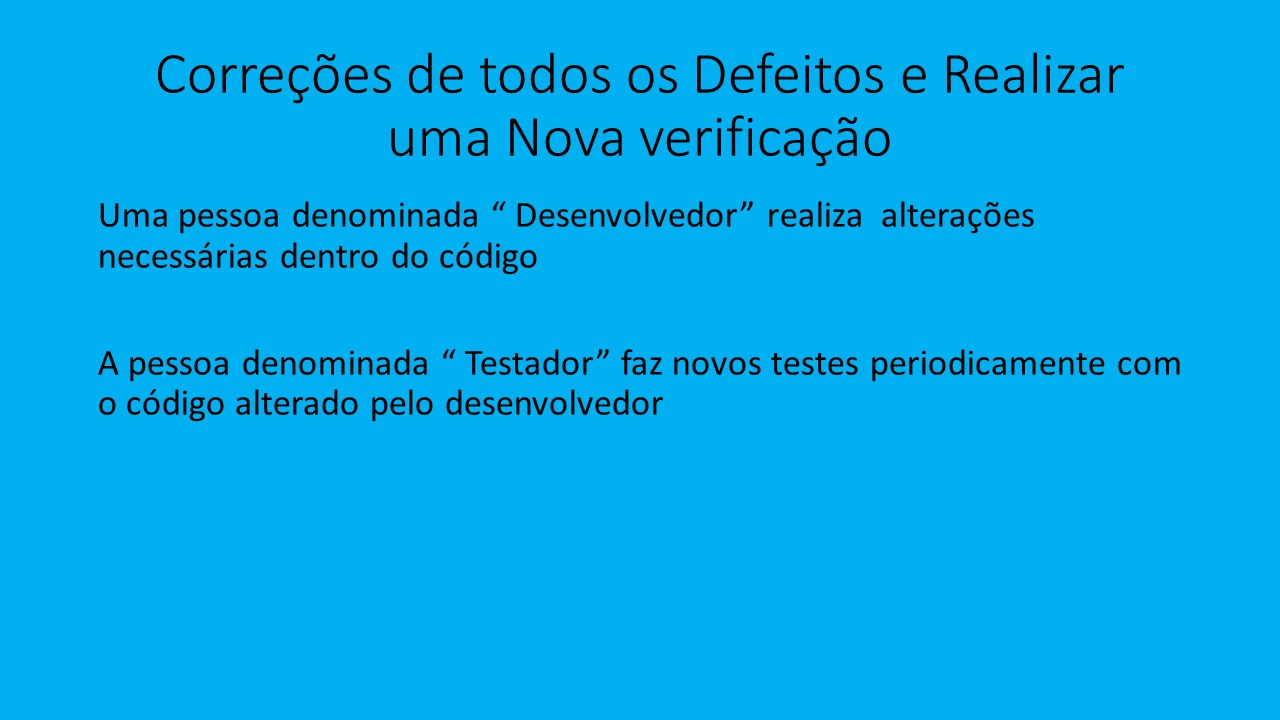 Correções de todos os Defeitos e Realizar
uma Nova verificação
Uma pessoa denominada “ Desenvolvedor” realiza  alterações
necessárias dentro do código
A pessoa denominada “ Testador” faz novos testes periodicamente com
o código alterado pelo desenvolvedor